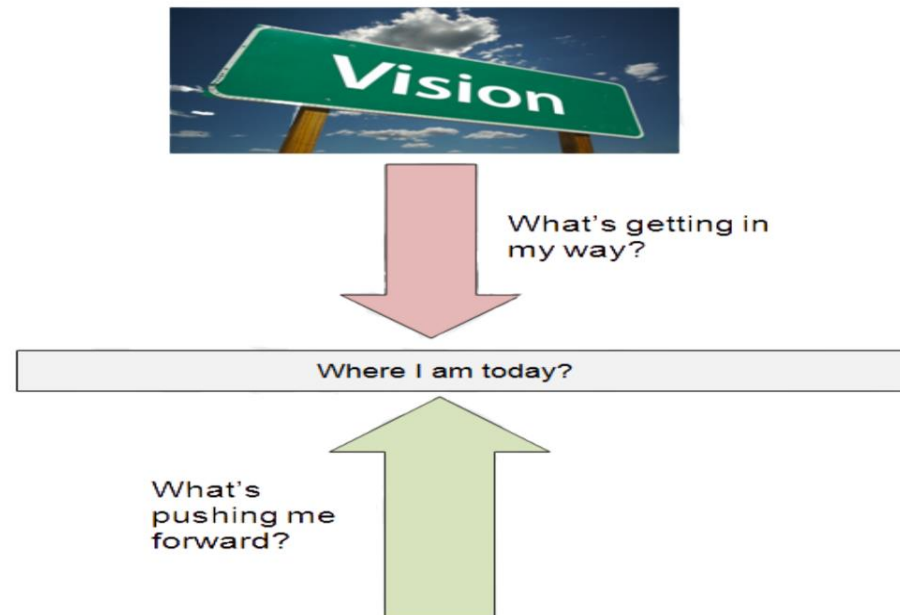 Vision
What's getting in
my way?
Where I am today?
What's
pushing me
forward?